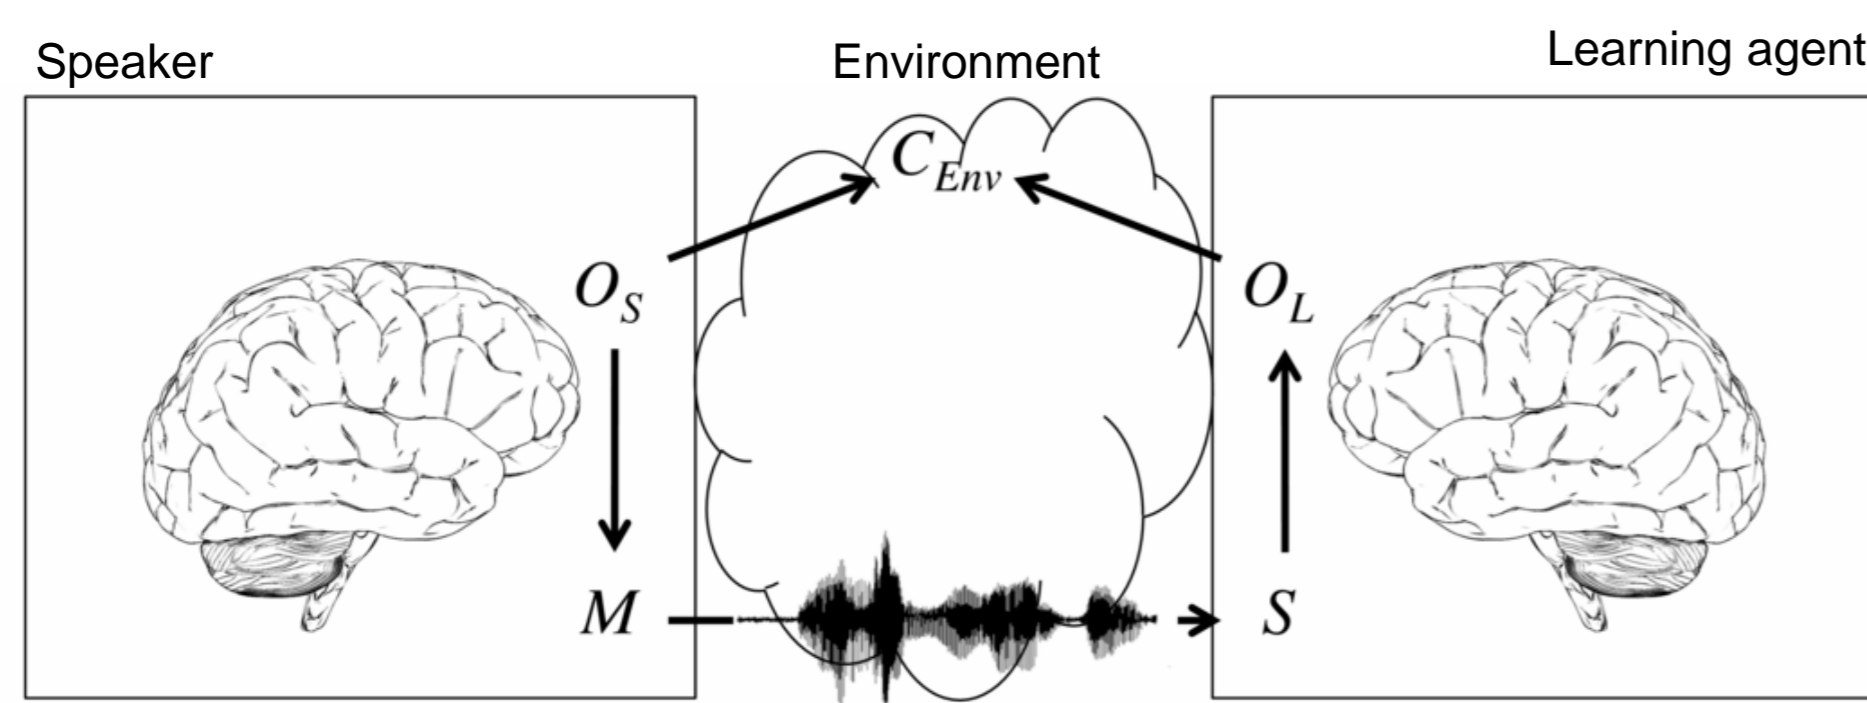 Speaker
Environment
Learning agent
C_Env
O_S
O_L
M
S